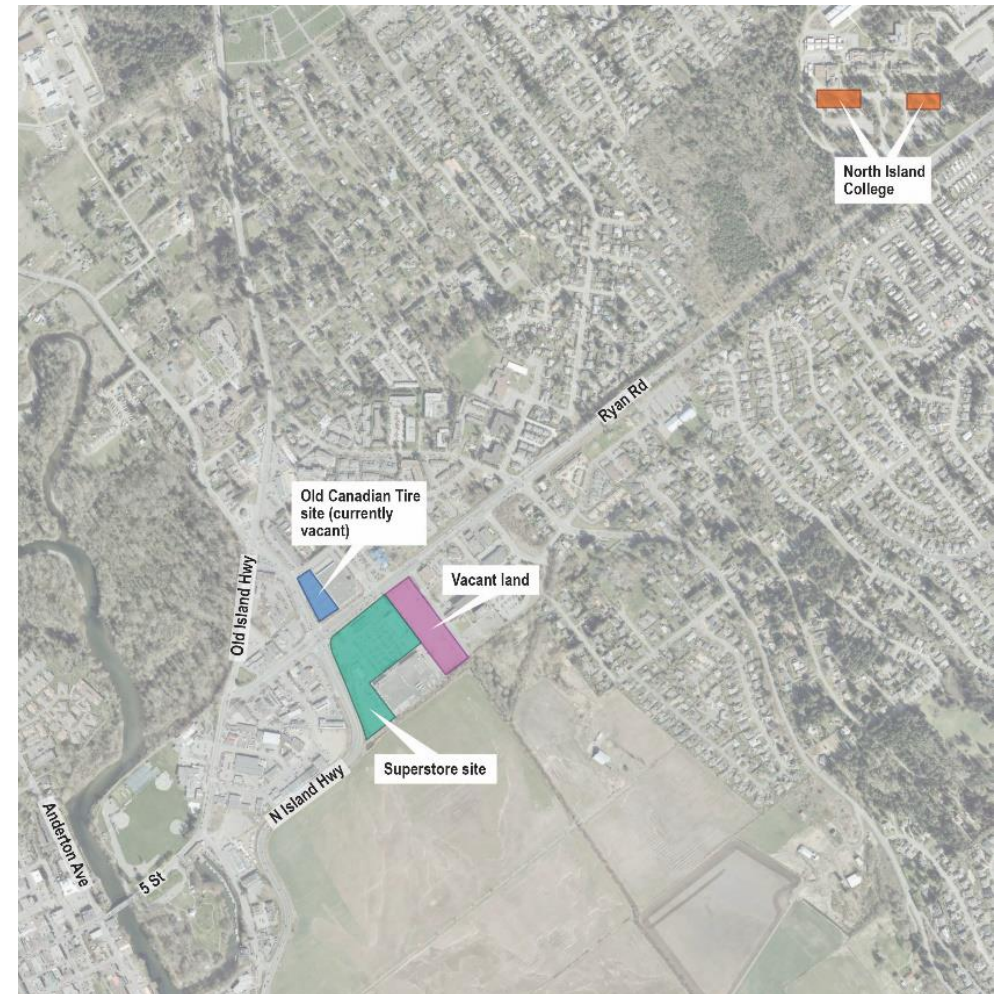 North Island
College
Ryan Rd
Old Canadian Tire
site (currently
vacant)
Old Island Hwy
Vacant land
Superstore site
N Island Hwy
Anderton Ave
5 St